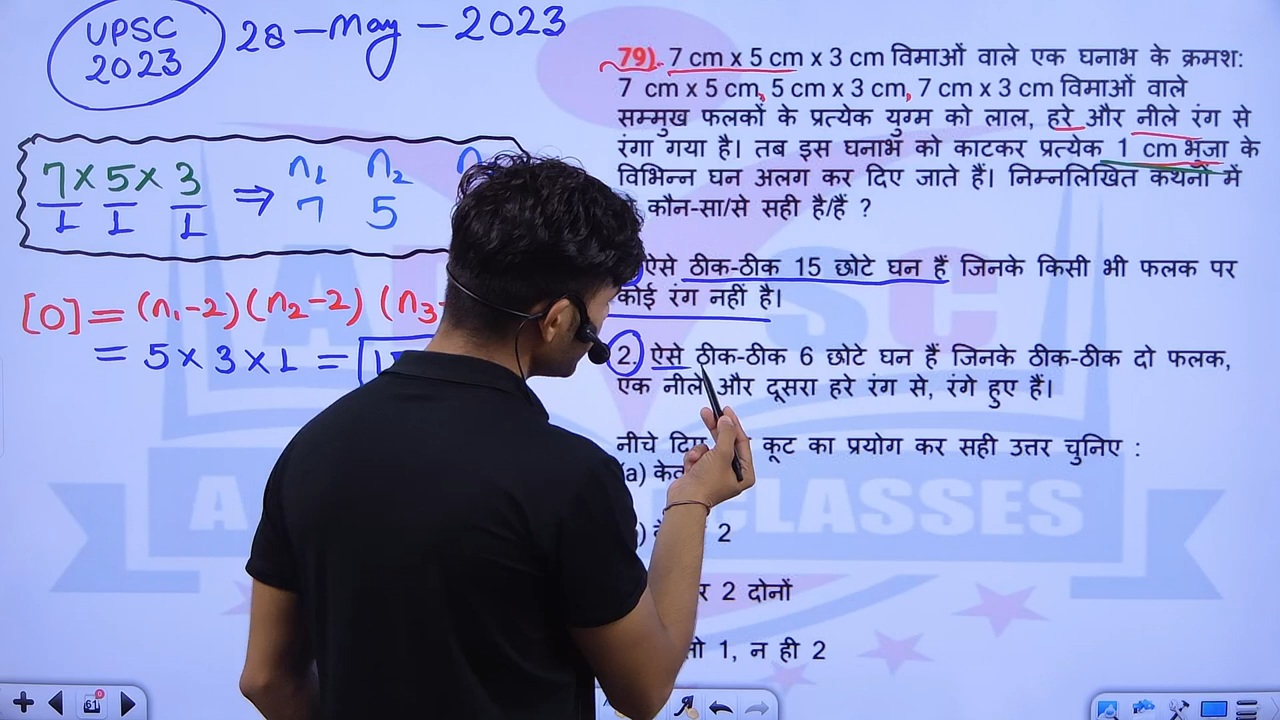 UPSC
2023
28-May-2023
7 × 5 × 3 ⇒ n₁ n₂
1 1 1 7 5
[0] = (n₁-2) (n₂-2) (n₃-
= 5 × 3 × 1 =
79). 7 cm x 5 cm x 3 cm विमाओं वाले एक घनाभ के क्रमश:
7 cm x 5 cm, 5 cm x 3 cm, 7 cm x 3 cm विमाओं वाले
सम्मुख फलकों के प्रत्येक युग्म को लाल, हरे और नीले रंग से
रंगा गया है। तब इस घनाभ को काटकर प्रत्येक 1 cm भुजा के
विभिन्न घन अलग कर दिए जाते हैं। निम्नलिखित कथनों में
कौन-सा/से सही है/हैं ?
ऐसे ठीक-ठीक 15 छोटे घन हैं जिनके किसी भी फलक पर
कोई रंग नहीं है।
2. ऐसे ठीक-ठीक 6 छोटे घन हैं जिनके ठीक-ठीक दो फलक,
एक नीले और दूसरा हरे रंग से, रंगे हुए हैं।
नीचे कूट का प्रयोग कर सही उत्तर चुनिए :
(a)
2
2 दोनों
1, न ही 2
CLASSES